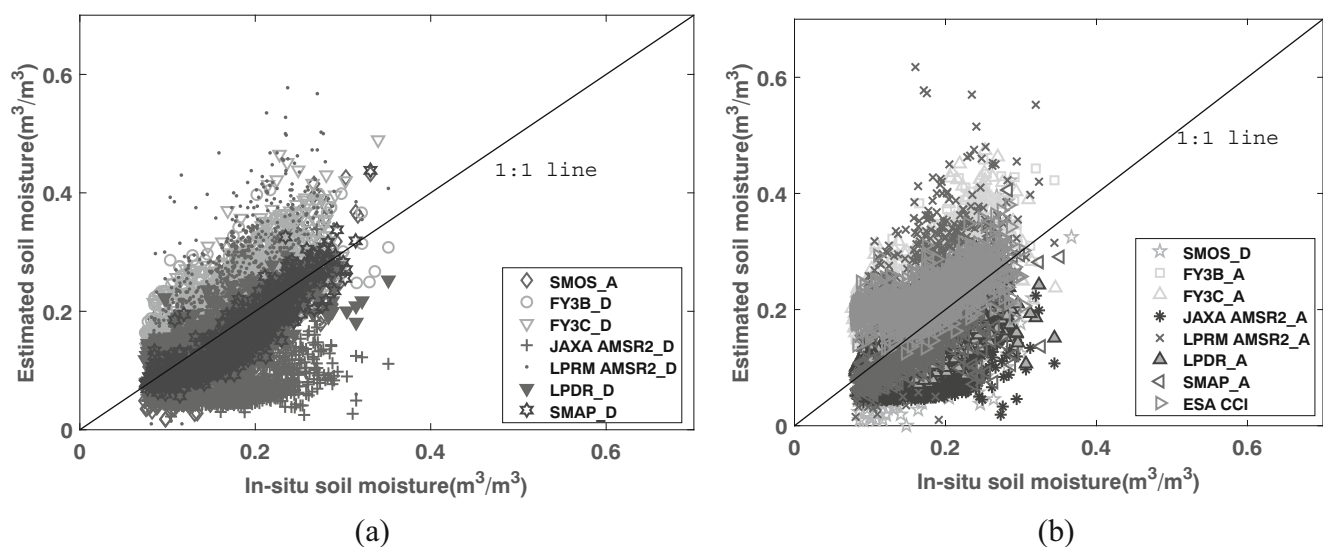 0.6
0.4
0.2
0
0
0.2
0.4
0.6
Estimated soil moisture(m³/m³)
In-situ soil moisture(m³/m³)
1:1 line
SMOS_A
FY3B_D
FY3C_D
JAXA AMSR2_D
LPRM AMSR2_D
LPDR_D
SMAP_D
(a)
0.6
0.4
0.2
0
0
0.2
0.4
0.6
Estimated soil moisture(m³/m³)
In-situ soil moisture(m³/m³)
1:1 line
SMOS_D
FY3B_A
FY3C_A
JAXA AMSR2_A
LPRM AMSR2_A
LPDR_A
SMAP_A
ESA CCI
(b)